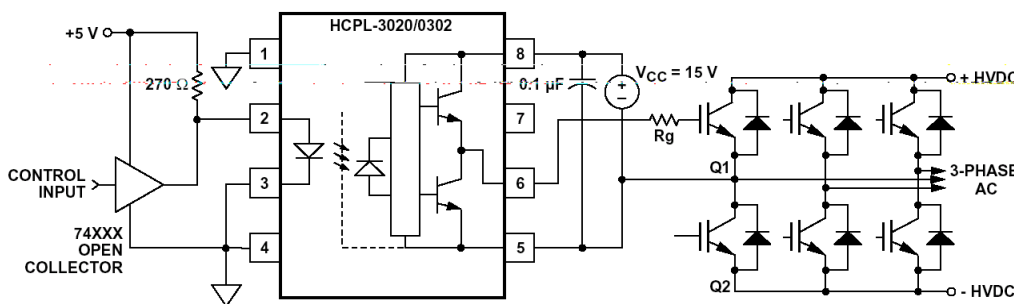 HCPL-3020/0302
+5 V
270 Ω
1
2
3
4
8
7
6
5
0.1 µF
VCC = 15 V
+
–
Rg
+ HVDC
Q1
3-PHASE
AC
CONTROL
INPUT
74XXX
OPEN
COLLECTOR
Q2
- HVDC